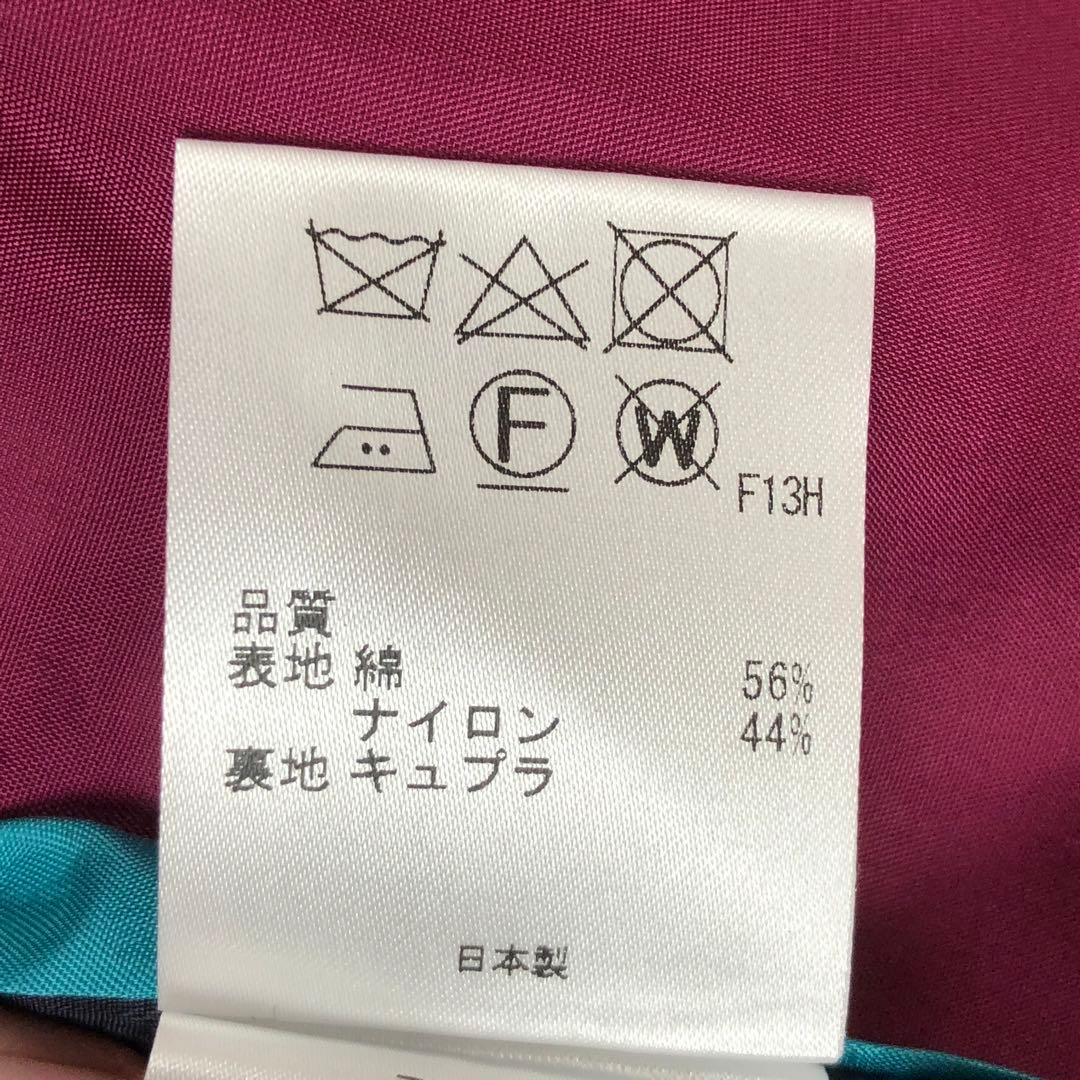 F
W
F13H
品質
表地 綿 56%
ナイロン 44%
裏地 キュプラ
日本製